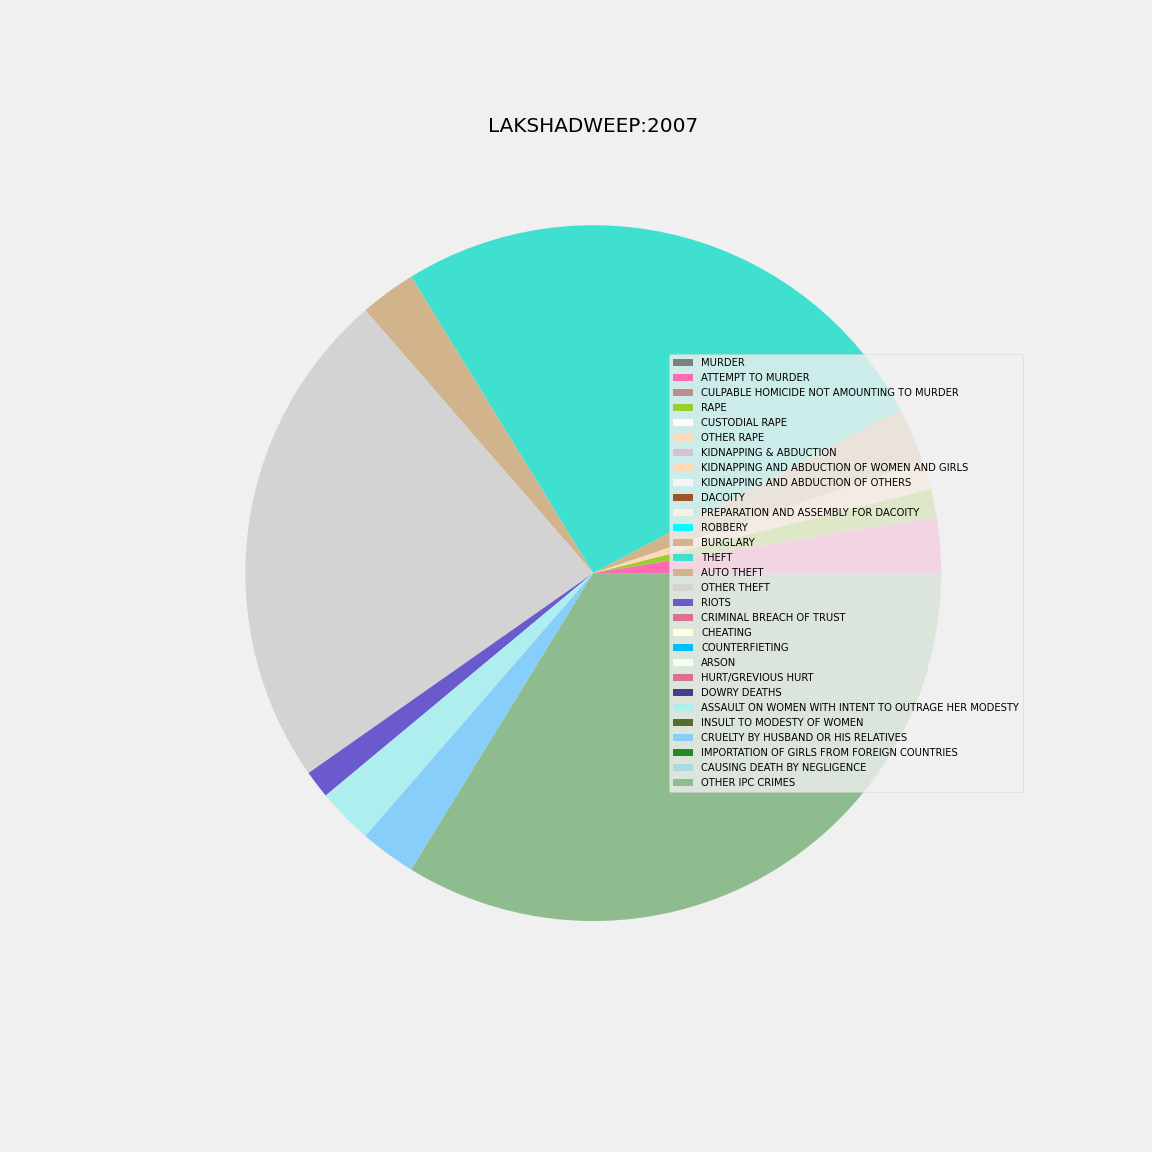 LAKSHADWEEP:2007
MURDER
ATTEMPT TO MURDER
CULPABLE HOMICIDE NOT AMOUNTING TO MURDER
RAPE
CUSTODIAL RAPE
OTHER RAPE
KIDNAPPING & ABDUCTION
KIDNAPPING AND ABDUCTION OF WOMEN AND GIRLS
KIDNAPPING AND ABDUCTION OF OTHERS
DACOITY
PREPARATION AND ASSEMBLY FOR DACOITY
ROBBERY
BURGLARY
THEFT
AUTO THEFT
OTHER THEFT
RIOTS
CRIMINAL BREACH OF TRUST
CHEATING
COUNTERFIETING
ARSON
HURT/GREVIOUS HURT
DOWRY DEATHS
ASSAULT ON WOMEN WITH INTENT TO OUTRAGE HER MODESTY
INSULT TO MODESTY OF WOMEN
CRUELTY BY HUSBAND OR HIS RELATIVES
IMPORTATION OF GIRLS FROM FOREIGN COUNTRIES
CAUSING DEATH BY NEGLIGENCE
OTHER IPC CRIMES